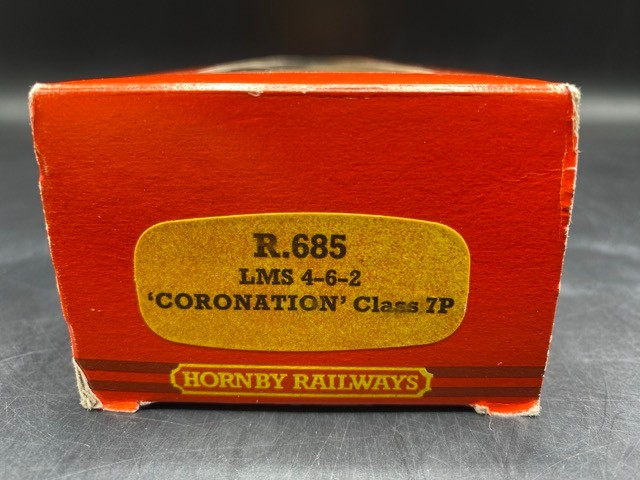 R.685
LMS 4-6-2
‘CORONATION’ Class 7P
HORNBY RAILWAYS